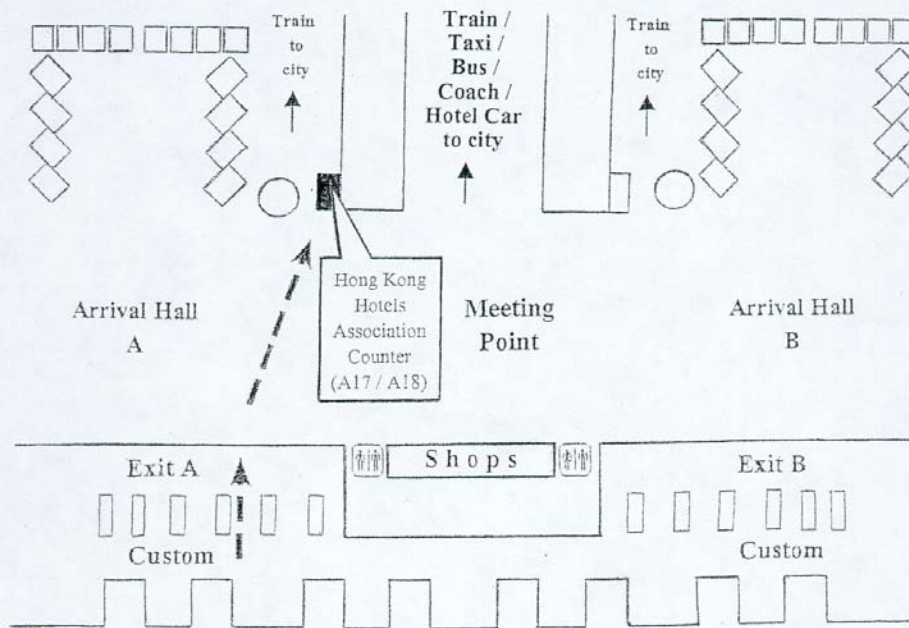 Train
to
city
Train /
Taxi /
Bus /
Coach /
Hotel Car
to city
Train
to
city
Hong Kong
Hotels
Association
Counter
(A17 / A18)
Arrival Hall
A
Meeting
Point
Arrival Hall
B
Exit A
Shops
Exit B
Custom
Custom